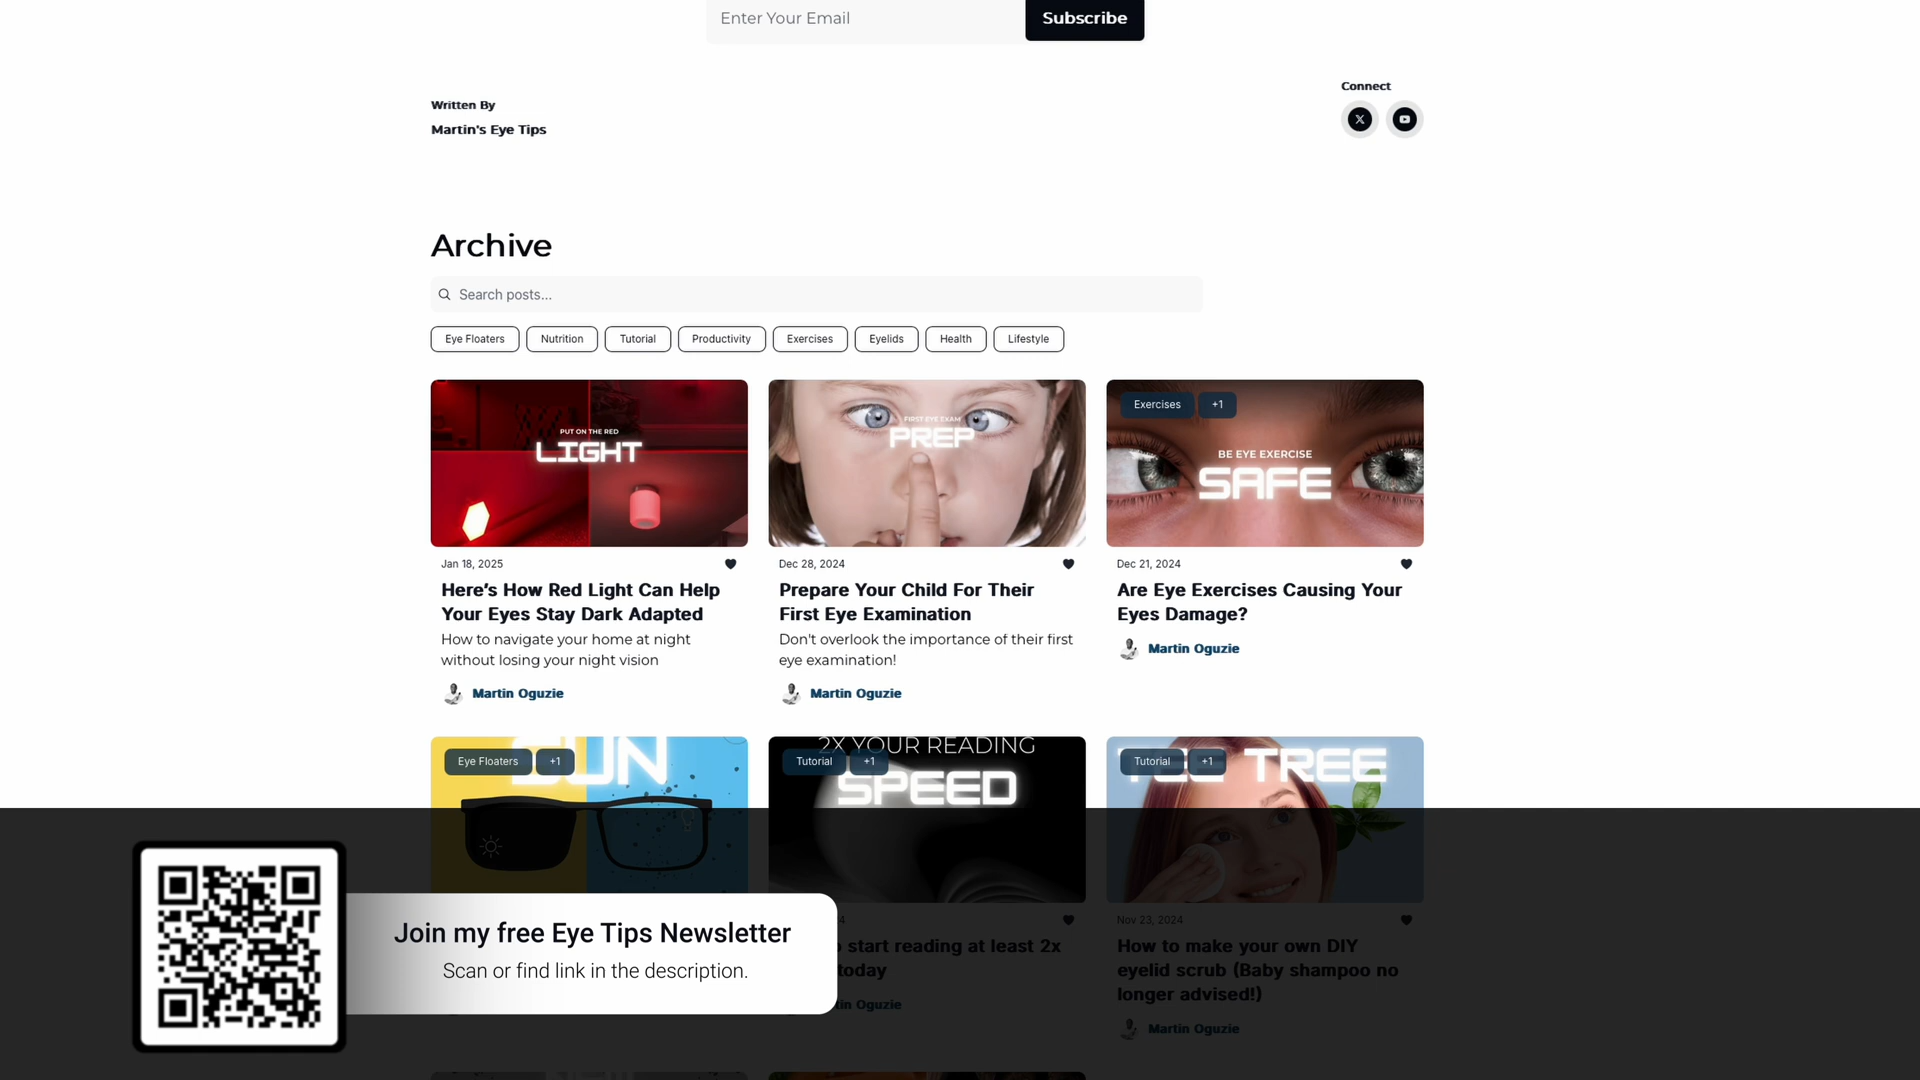 Enter Your Email
Subscribe
Connect
Written By
Martin's Eye Tips
Archive
Search posts...
Eye Floaters
Nutrition
Tutorial
Productivity
Exercises
Eyelids
Health
Lifestyle
PUT ON THE RED
LIGHT
FIRST EYE EXAM
PREP
Exercises
+1
BE EYE EXERCISE
SAFE
Jan 18, 2025
Here's How Red Light Can Help
Your Eyes Stay Dark Adapted
How to navigate your home at night
without losing your night vision
Martin Oguzie
Dec 28, 2024
Prepare Your Child For Their
First Eye Examination
Don't overlook the importance of their first
eye examination!
Martin Oguzie
Dec 21, 2024
Are Eye Exercises Causing Your
Eyes Damage?
Martin Oguzie
Eye Floaters
+1
SUN
2X YOUR READING
Tutorial
+1
SPEED
Tutorial
+1
TREE
start reading at least 2x
today
Oguzie
Nov 23, 2024
How to make your own DIY
eyelid scrub (Baby shampoo no
longer advised!)
Martin Oguzie
Join my free Eye Tips Newsletter
Scan or find link in the description.